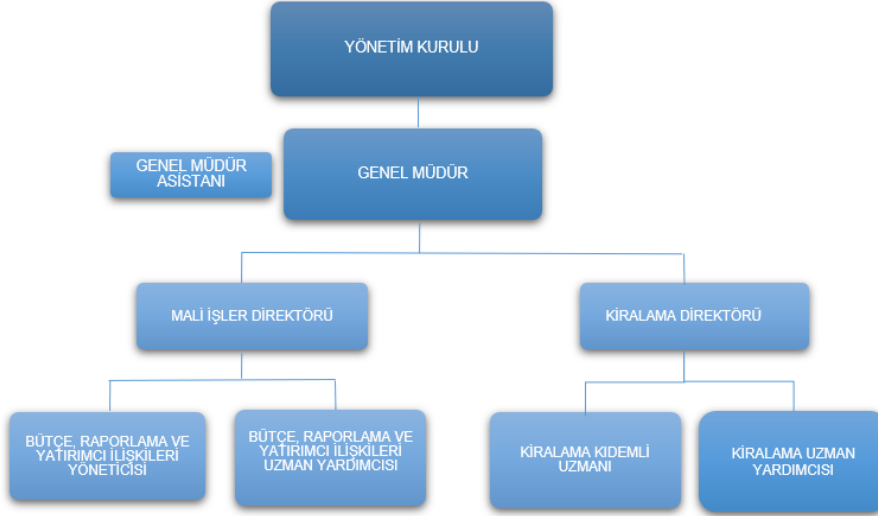 YÖNETİM KURULU
GENEL MÜDÜR
ASİSTANI
GENEL MÜDÜR
MALİ İŞLER DİREKTÖRÜ
KİRALAMA DİREKTÖRÜ
BÜTÇE, RAPORLAMA VE
YATIRIMCI İLİŞKİLERİ
YÖNETİCİSİ
BÜTÇE, RAPORLAMA VE
YATIRIMCI İLİŞKİLERİ
UZMAN YARDIMCISI
KİRALAMA KIDEMLİ
UZMANI
KİRALAMA UZMAN
YARDIMCISI